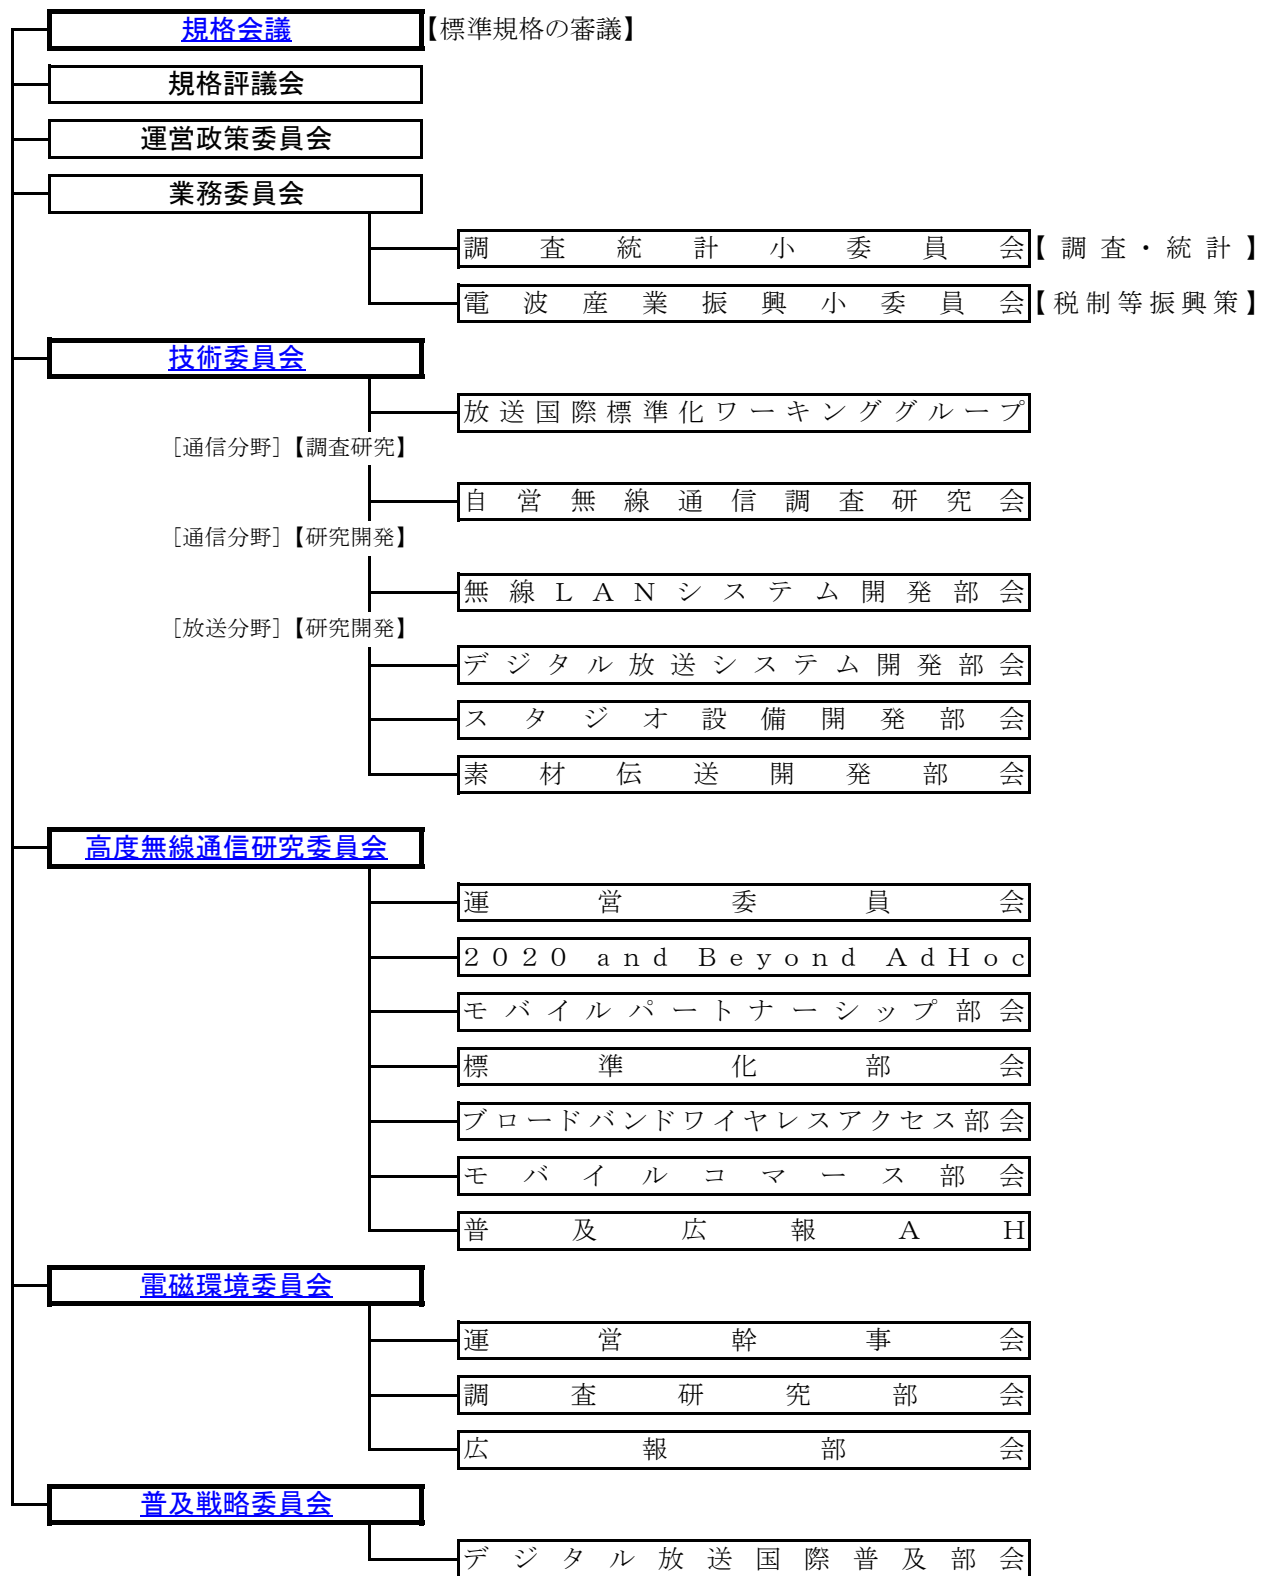 規格会議【標準規格の審議】
規格評議会
運営政策委員会
業務委員会
調査統計小委員会【調査・統計】
電波産業振興小委員会【税制等振興策】
技術委員会
放送国際標準化ワーキンググループ
［通信分野］【調査研究】
自営無線通信調査研究会
［通信分野］【研究開発】
無線ＬＡＮシステム開発部会
［放送分野］【研究開発】
デジタル放送システム開発部会
スタジオ設備開発部会
素材伝送開発部会
高度無線通信研究委員会
運営委員会
２０２０ ａｎｄ Ｂｅｙｏｎｄ ＡｄＨｏｃ
モバイルパートナーシップ部会
標準化部会
ブロードバンドワイヤレスアクセス部会
モバイルコマース部会
普及広報ＡＨ
電磁環境委員会
運営幹事会
調査研究部会
広報部会
普及戦略委員会
デジタル放送国際普及部会